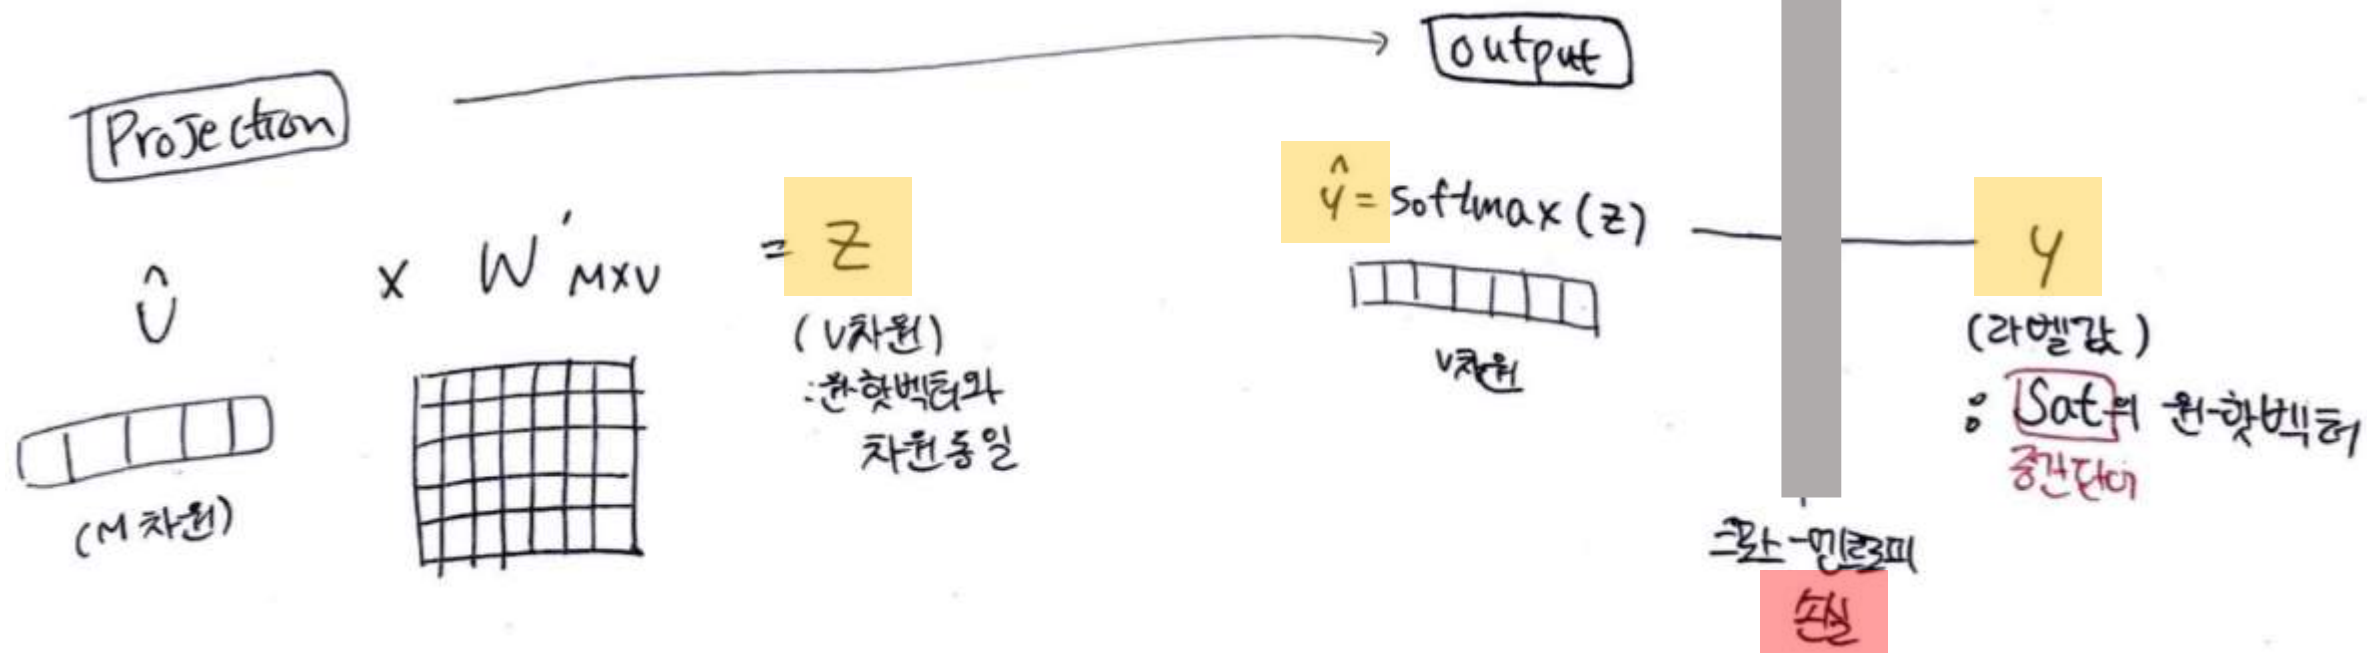 Projection
output
v̂ x W'MXV = z
ŷ = softmax (z)
y
(M 차원)
(V차원)
:원-핫벡터와
차원 동일
V차원
(라벨값)
: Sat의 원-핫벡터
중간단어
크로스-엔트로피
손실